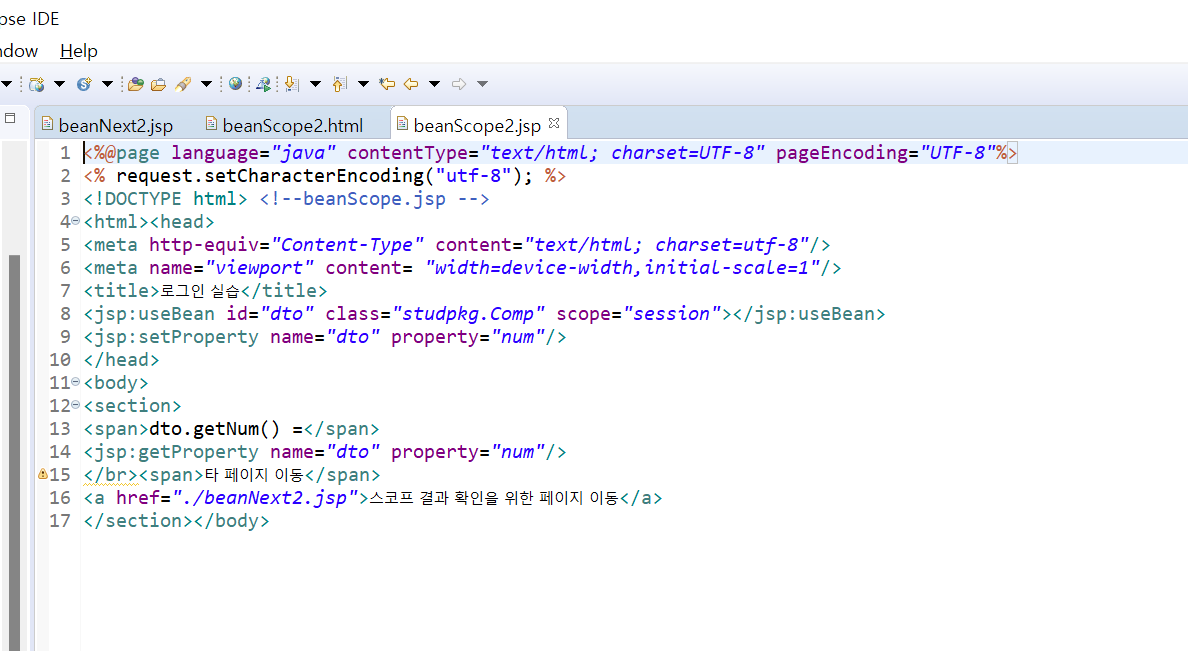 pse IDE
ndow Help
beanNext2.jsp beanScope2.html beanScope2.jsp
1 <%@page language="java" contentType="text/html; charset=UTF-8" pageEncoding="UTF-8"%>
2 <% request.setCharacterEncoding("utf-8"); %>
3 <!DOCTYPE html> <!--beanScope.jsp -->
4 <html><head>
5 <meta http-equiv="Content-Type" content="text/html; charset=utf-8"/>
6 <meta name="viewport" content= "width=device-width,initial-scale=1"/>
7 <title>로그인 실습</title>
8 <jsp:useBean id="dto" class="studpkg.Comp" scope="session"></jsp:useBean>
9 <jsp:setProperty name="dto" property="num"/>
10 </head>
11 <body>
12 <section>
13 <span>dto.getNum() =</span>
14 <jsp:getProperty name="dto" property="num"/>
15 </br><span>타 페이지 이동</span>
16 <a href="./beanNext2.jsp">스코프 결과 확인을 위한 페이지 이동</a>
17 </section></body>